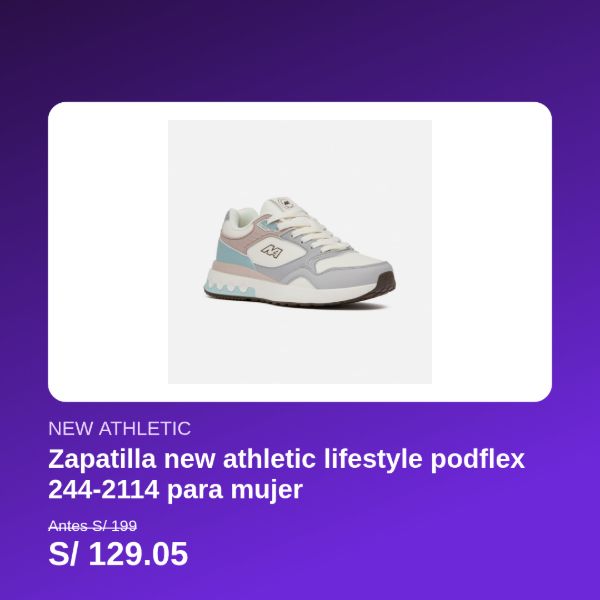 NEW ATHLETIC
Zapatilla new athletic lifestyle podflex
244-2114 para mujer
Antes S/ 199
S/ 129.05